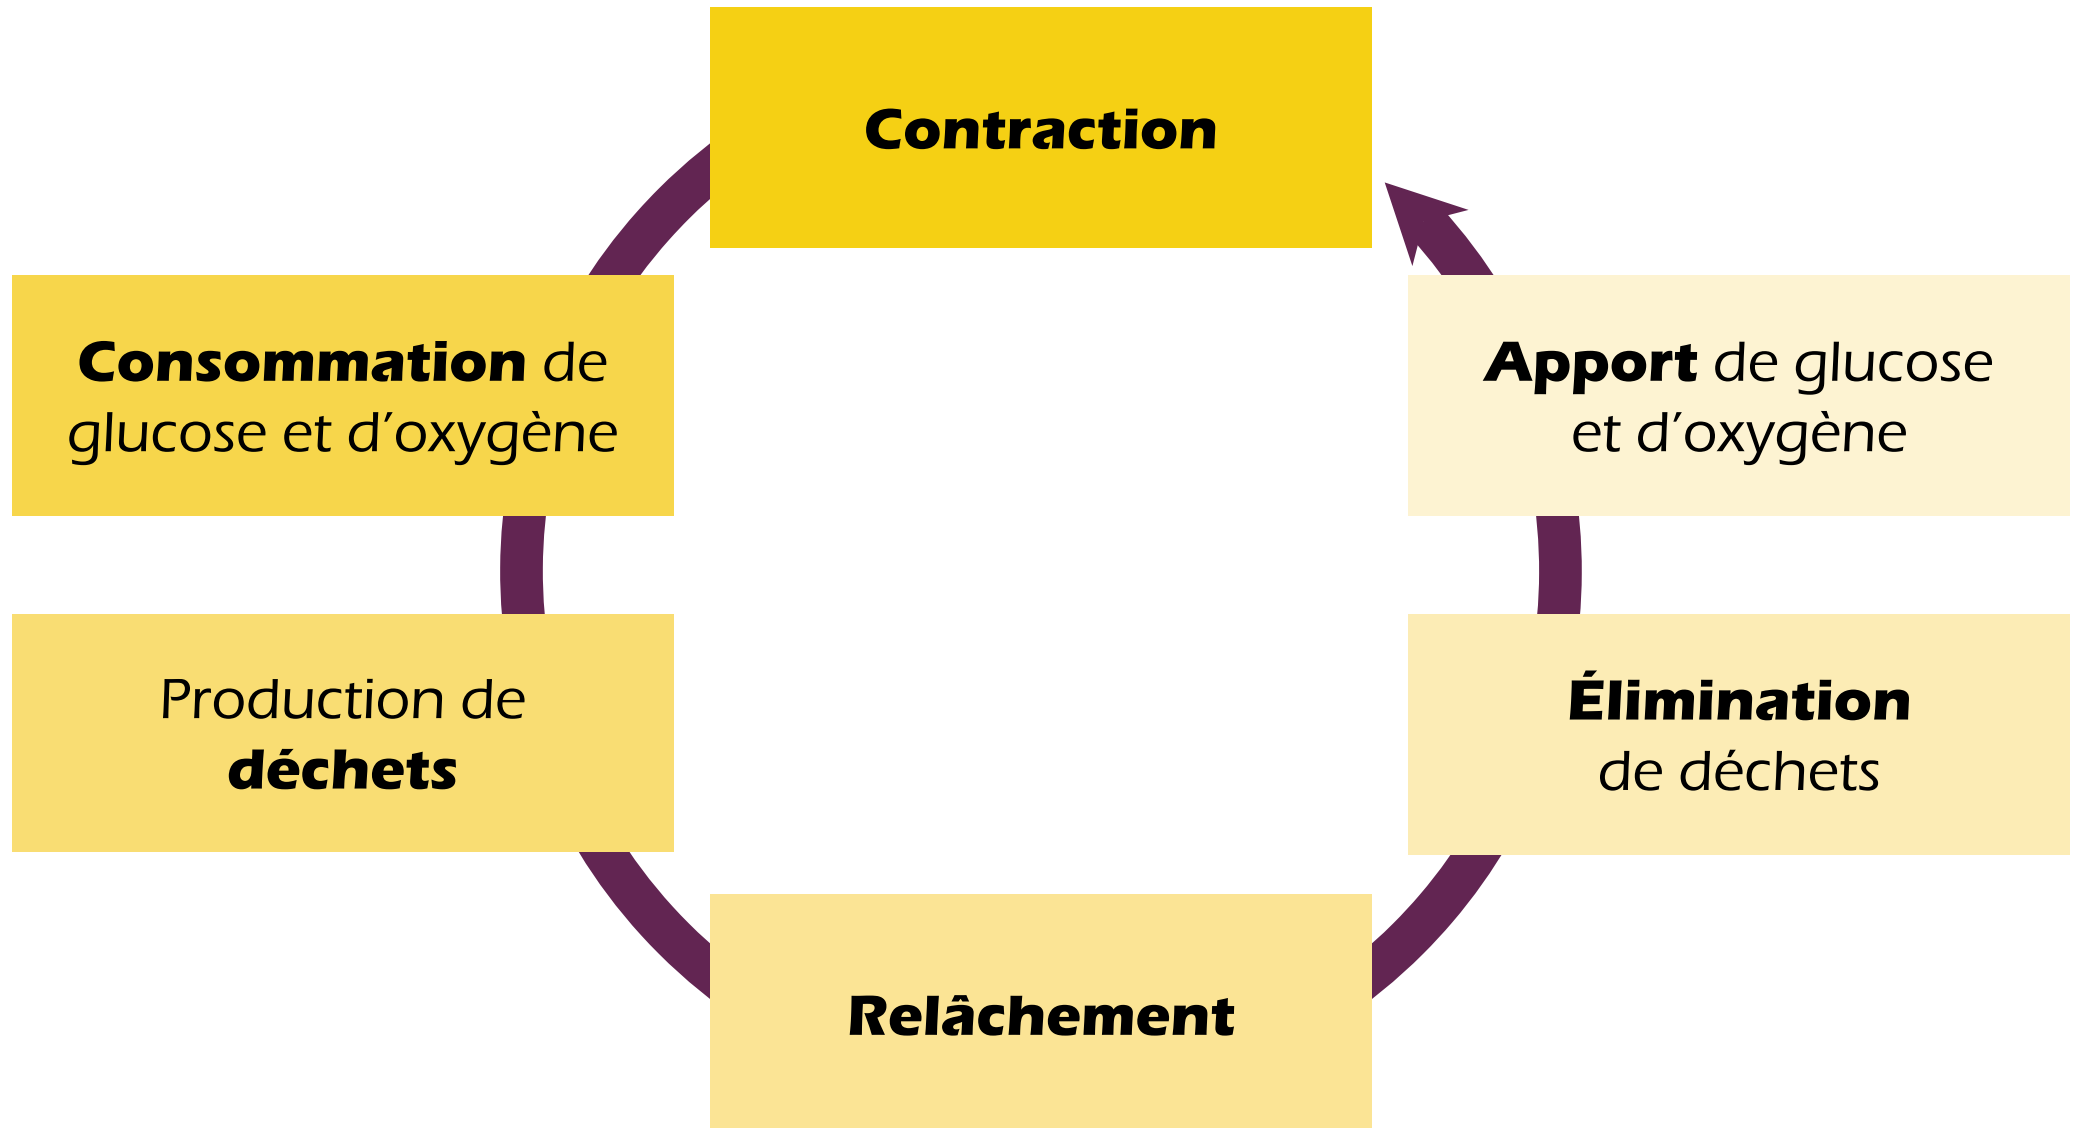 Contraction
Consommation de
glucose et d’oxygène
Production de
déchets
Relâchement
Élimination
de déchets
Apport de glucose
et d’oxygène